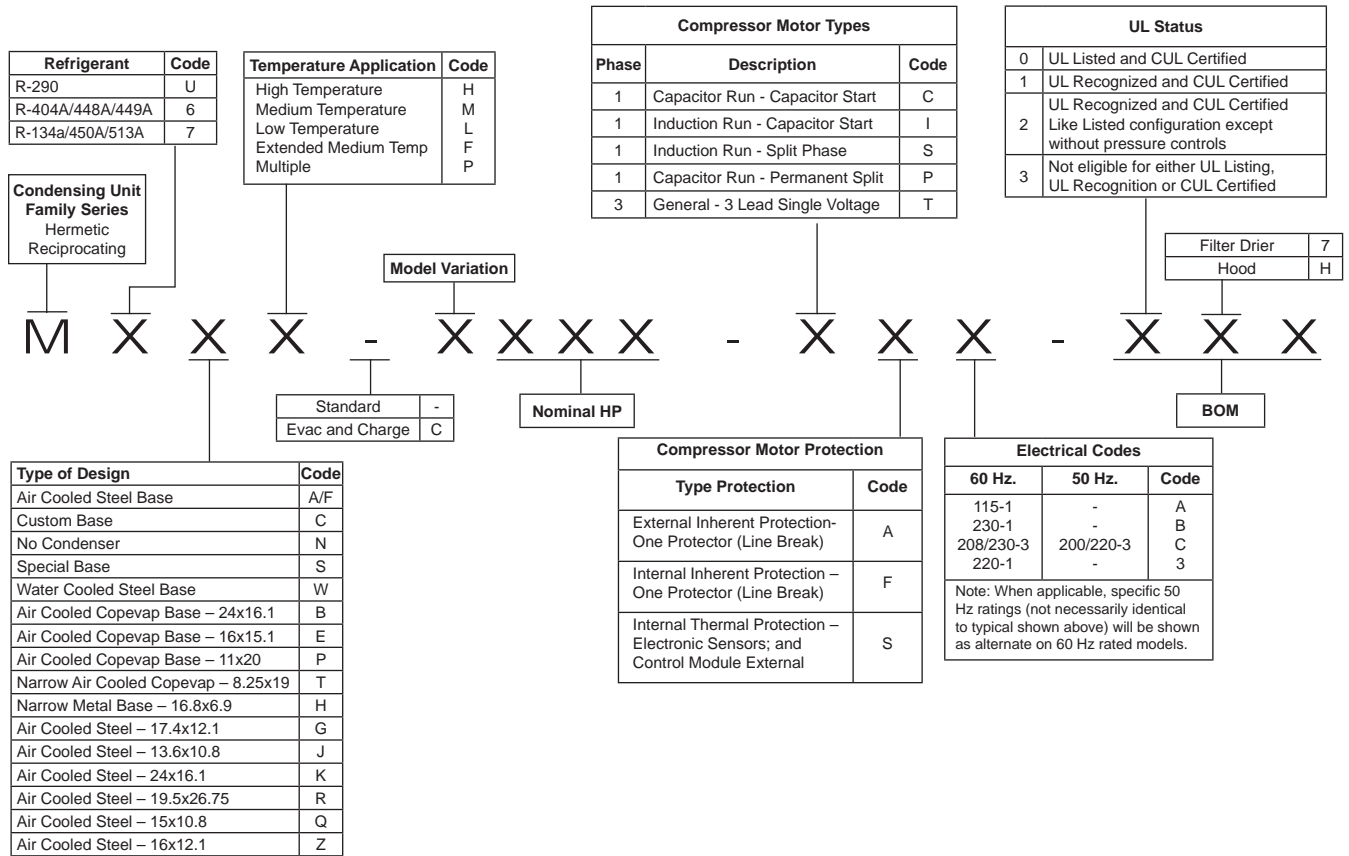 Compressor Motor Types
Phase Description Code
1 Capacitor Run - Capacitor Start C
1 Induction Run - Capacitor Start I
1 Induction Run - Split Phase S
1 Capacitor Run - Permanent Split P
3 General - 3 Lead Single Voltage T
UL Status
0 UL Listed and CUL Certified
1 UL Recognized and CUL Certified
2 UL Recognized and CUL Certified
Like Listed configuration except
without pressure controls
3 Not eligible for either UL Listing,
UL Recognition or CUL Certified
Refrigerant Code
R-290 U
R-404A/448A/449A 6
R-134a/450A/513A 7
Temperature Application Code
High Temperature H
Medium Temperature M
Low Temperature L
Extended Medium Temp F
Multiple P
Condensing Unit
Family Series
Hermetic
Reciprocating
Model Variation
Filter Drier 7
Hood H
M X X X - X X X X - X X X - X X X
Standard -
Evac and Charge C
Nominal HP
BOM
Type of Design Code
Air Cooled Steel Base A/F
Custom Base C
No Condenser N
Special Base S
Water Cooled Steel Base W
Air Cooled Copevap Base – 24x16.1 B
Air Cooled Copevap Base – 16x15.1 E
Air Cooled Copevap Base – 11x20 P
Narrow Air Cooled Copevap – 8.25x19 T
Narrow Metal Base – 16.8x6.9 H
Air Cooled Steel – 17.4x12.1 G
Air Cooled Steel – 13.6x10.8 J
Air Cooled Steel – 24x16.1 K
Air Cooled Steel – 19.5x26.75 R
Air Cooled Steel – 15x10.8 Q
Air Cooled Steel – 16x12.1 Z
Compressor Motor Protection
Type Protection Code
External Inherent Protection-
One Protector (Line Break) A
Internal Inherent Protection –
One Protector (Line Break) F
Internal Thermal Protection –
Electronic Sensors; and
Control Module External S
Electrical Codes
60 Hz. 50 Hz. Code
115-1 - A
230-1 - B
208/230-3 200/220-3 C
220-1 - 3
Note: When applicable, specific 50
Hz ratings (not necessarily identical
to typical shown above) will be shown
as alternate on 60 Hz rated models.